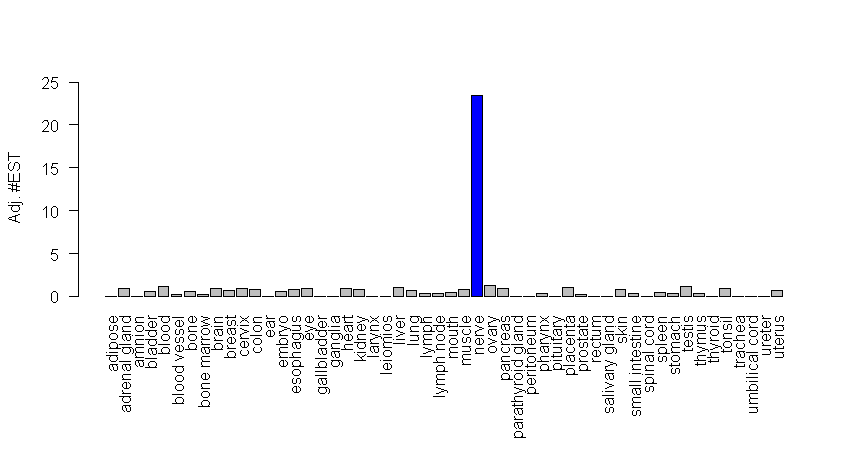 25
20
15
10
5
0
Adj. #EST
adipose
adrenal gland
amnion
bladder
blood
blood vessel
bone
bone marrow
brain
breast
cervix
colon
ear
embryo
esophagus
eye
gallbladder
ganglia
heart
kidney
larynx
leiomios
liver
lung
lymph
lymph node
mouth
muscle
nerve
ovary
pancreas
parathyroid gland
peritoneum
pharynx
pituitary
placenta
prostate
rectum
salivary gland
skin
small intestine
spinal cord
spleen
stomach
testis
thymus
thyroid
tonsil
trachea
umbilical cord
ureter
uterus